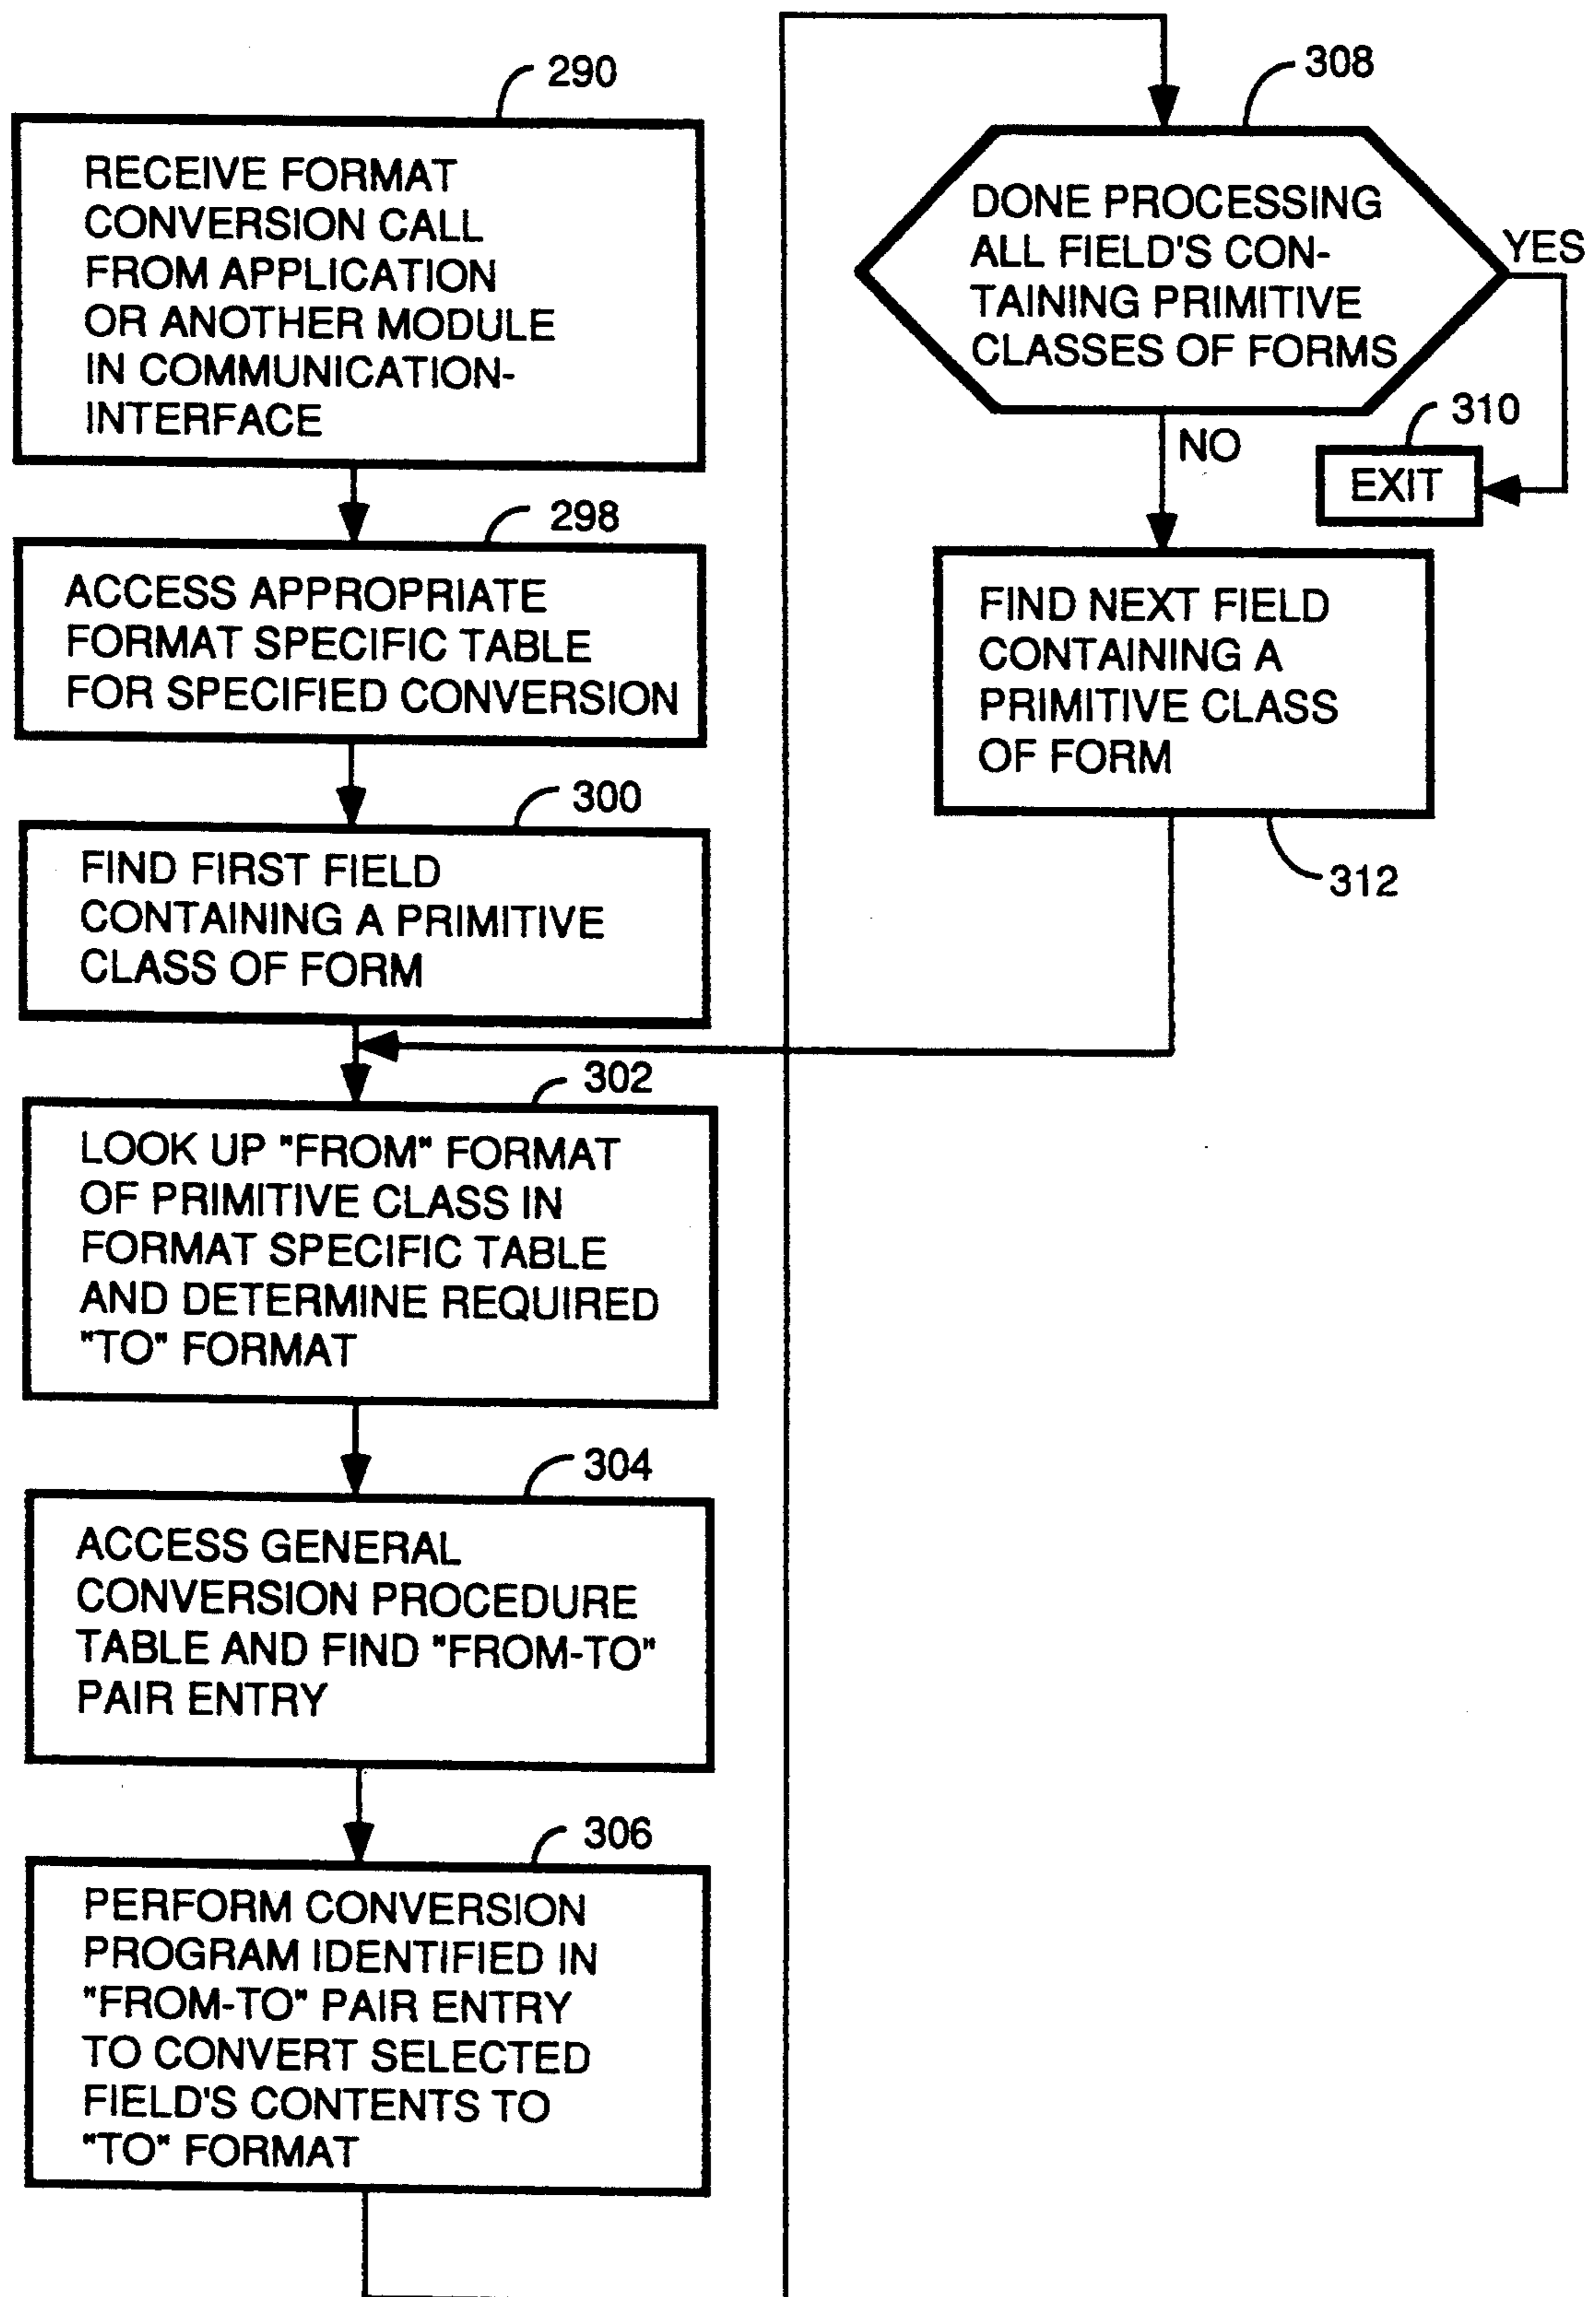 290
RECEIVE FORMAT
CONVERSION CALL
FROM APPLICATION
OR ANOTHER MODULE
IN COMMUNICATION-
INTERFACE
298
ACCESS APPROPRIATE
FORMAT SPECIFIC TABLE
FOR SPECIFIED CONVERSION
300
FIND FIRST FIELD
CONTAINING A PRIMITIVE
CLASS OF FORM
302
LOOK UP "FROM" FORMAT
OF PRIMITIVE CLASS IN
FORMAT SPECIFIC TABLE
AND DETERMINE REQUIRED
"TO" FORMAT
304
ACCESS GENERAL
CONVERSION PROCEDURE
TABLE AND FIND "FROM-TO"
PAIR ENTRY
306
PERFORM CONVERSION
PROGRAM IDENTIFIED IN
"FROM-TO" PAIR ENTRY
TO CONVERT SELECTED
FIELD'S CONTENTS TO
"TO" FORMAT
308
DONE PROCESSING
ALL FIELD'S CON-
TAINING PRIMITIVE
CLASSES OF FORMS
YES
310
EXIT
NO
FIND NEXT FIELD
CONTAINING A
PRIMITIVE CLASS
OF FORM
312